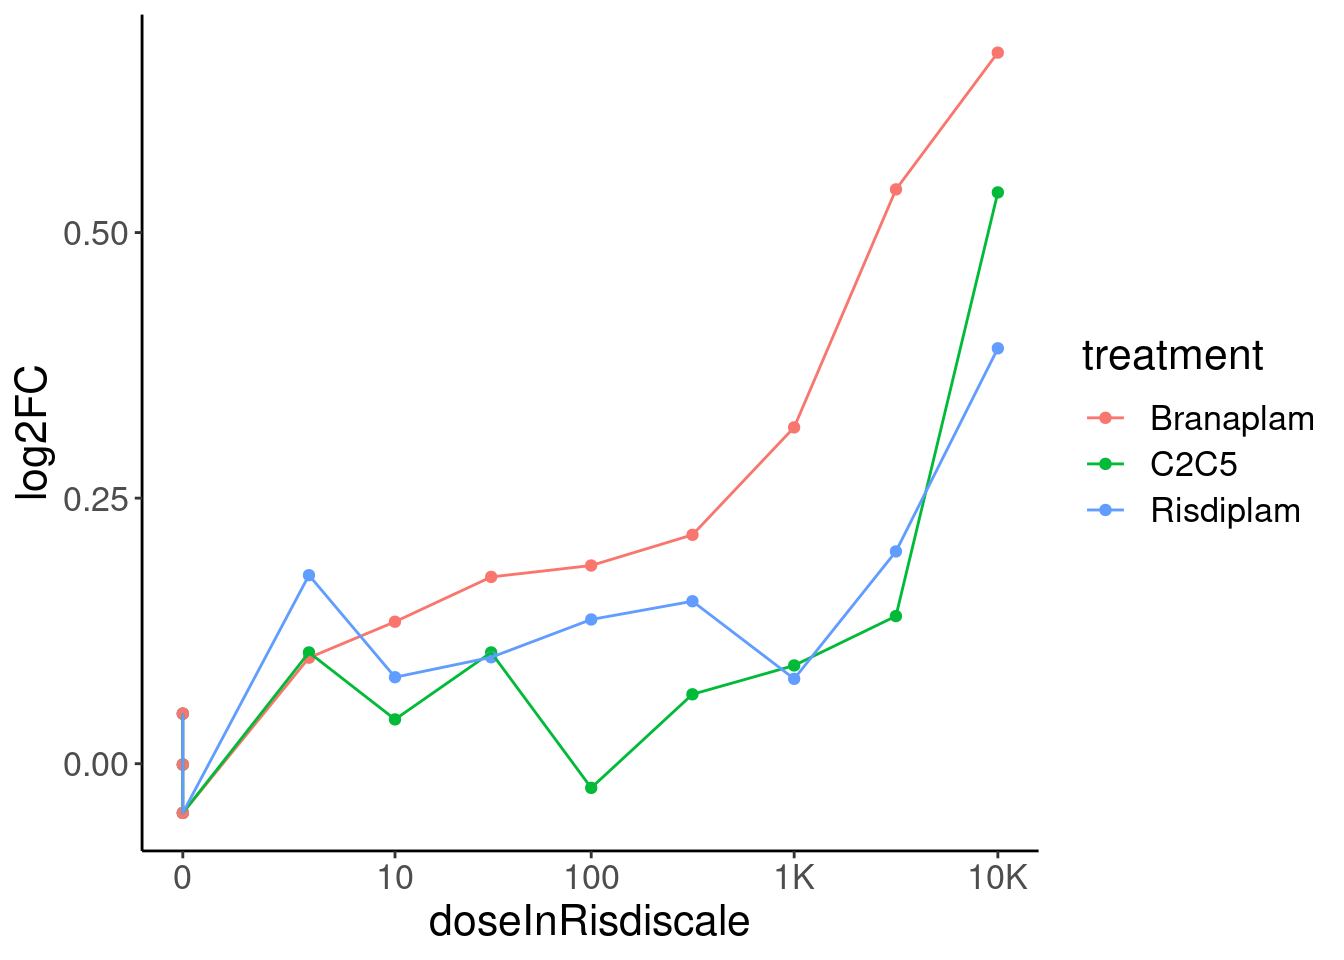 log2FC
0.50
0.25
0.00
0 10 100 1K 10K
doseInRisdiscale
treatment
Branaplam
C2C5
Risdiplam